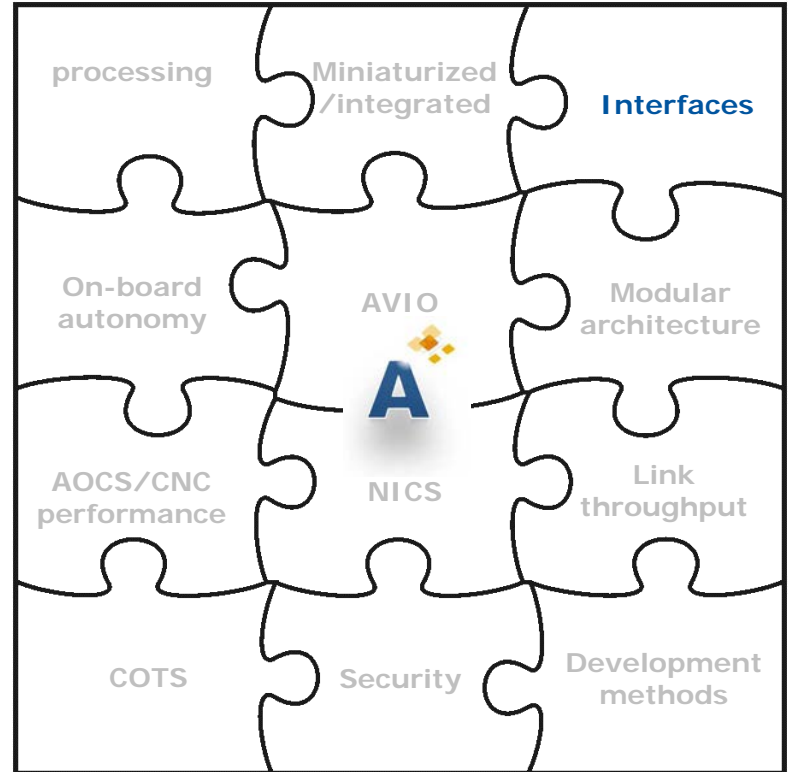 processing
Miniaturized
/integrated
Interfaces
On-board
autonomy
AVIO
Modular
architecture
A
AOCS/CNC
performance
NICS
Link
throughput
COTS
Security
Development
methods